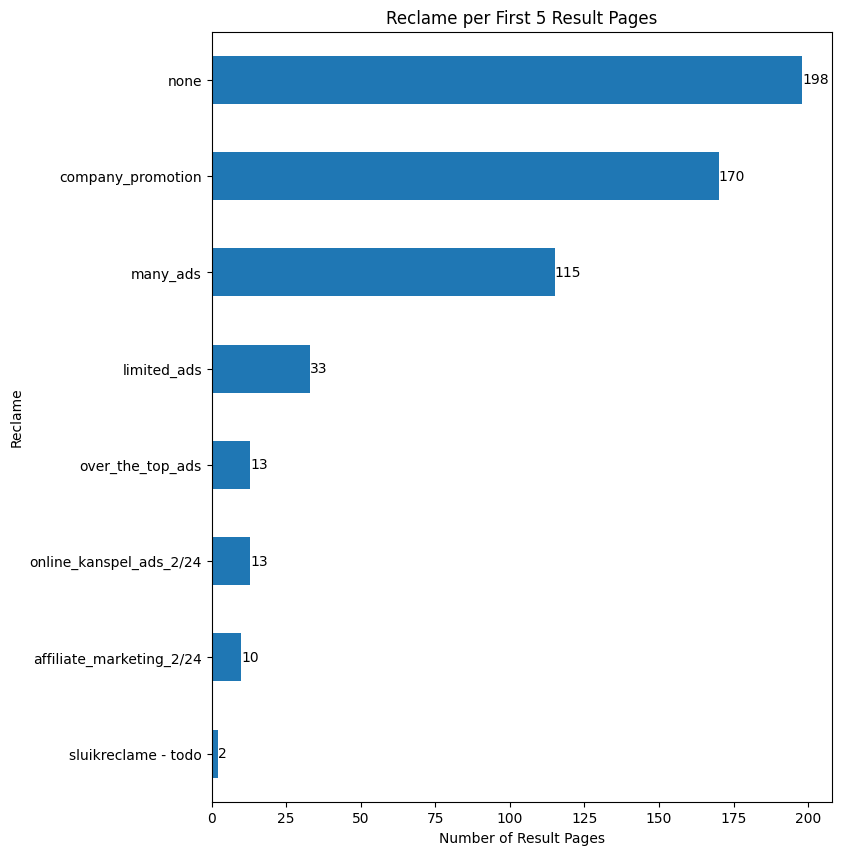 Reclame per First 5 Result Pages
none
198
company_promotion
170
many_ads
115
limited_ads
33
over_the_top_ads
13
online_kanspel_ads_2/24
13
affiliate_marketing_2/24
10
sluikreclame - todo
2
Reclame
0 25 50 75 100 125 150 175 200
Number of Result Pages